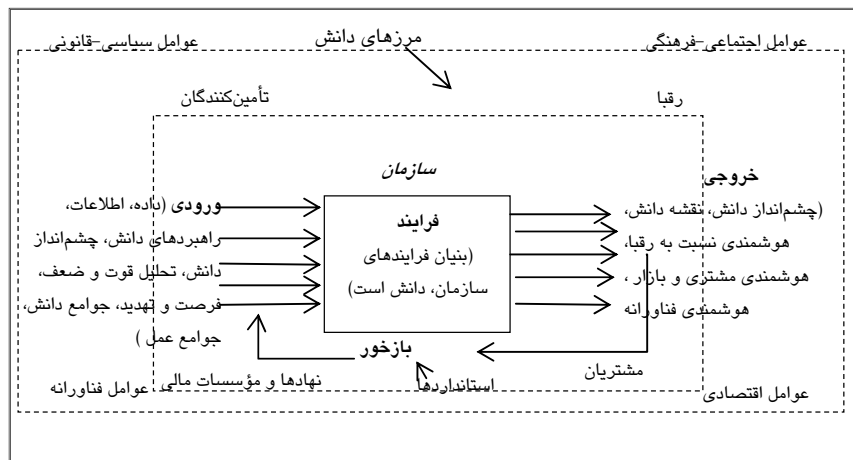 عوامل اجتماعی-فرهنگی
مرزهای دانش
عوامل سیاسی-قانونی
رقبا
تأمین‌کنندگان
سازمان
خروجی
(چشم‌انداز دانش، نقشه دانش،
هوشمندی نسبت به رقبا،
هوشمندی مشتری و بازار ،
هوشمندی فناورانه
فرایند
(بنیان فرایندهای
سازمان، دانش است)
ورودی (داده، اطلاعات،
راهبردهای دانش، چشم‌انداز
دانش، تحلیل قوت و ضعف،
فرصت و تهدید، جوامع دانش،
جوامع عمل )
بازخور
مشتریان
استانداردها
نهادها و مؤسسات مالی
عوامل اقتصادی
عوامل فناورانه